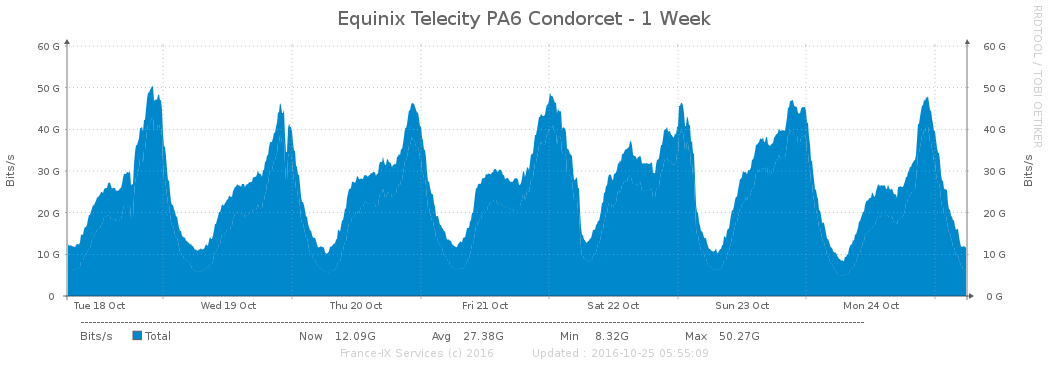 Equinix Telecity PA6 Condorcet - 1 Week
RRDTOOL / TOBI OETIKER
Bits/s
60 G 60 G
50 G 50 G
40 G 40 G
30 G 30 G
20 G 20 G
10 G 10 G
0 0 G
Bits/s
Tue 18 Oct Wed 19 Oct Thu 20 Oct Fri 21 Oct Sat 22 Oct Sun 23 Oct Mon 24 Oct
Bits/s Total Now 12.09G Avg 27.38G Min 8.32G Max 50.27G
France-IX Services (c) 2016 Updated : 2016-10-25 05:55:09